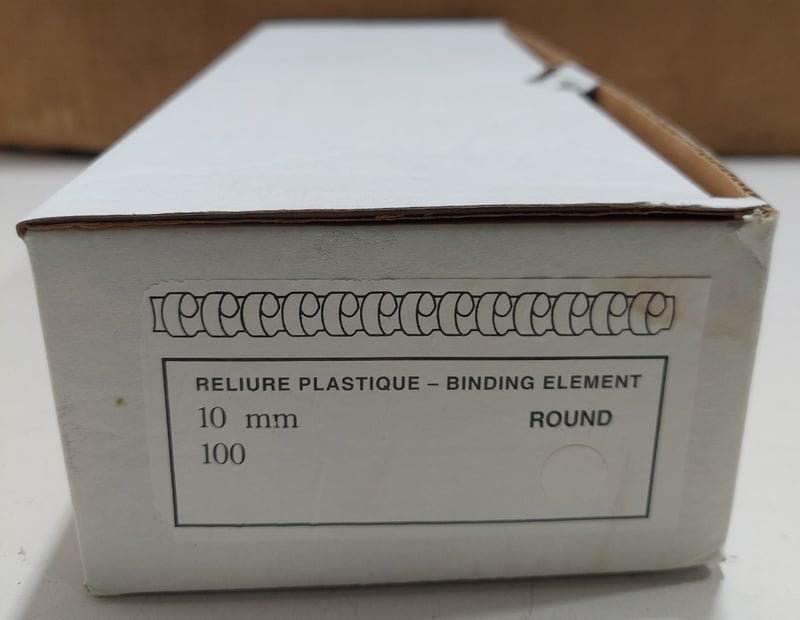 RELIURE PLASTIQUE – BINDING ELEMENT
10 mm ROUND
100